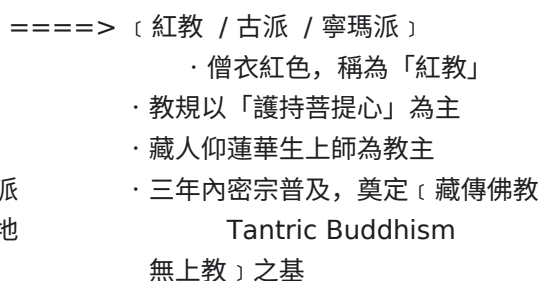 ====> ﹝紅教 / 古派 / 寧瑪派﹞
· 僧衣紅色，稱為「紅教」
· 教規以「護持菩提心」為主
· 藏人仰蓮華生上師為教主
派 · 三年內密宗普及，奠定﹝藏傳佛教
地 Tantric Buddhism
無上教﹞之基